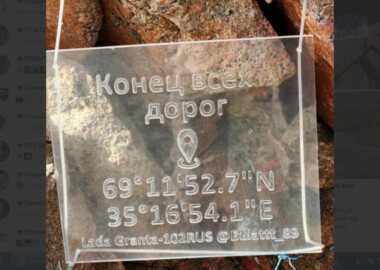 Конец всех
дорог
69°11'52.7"N
35°16'54.1"E
Lada Granta-102RUS @Bulattt_89